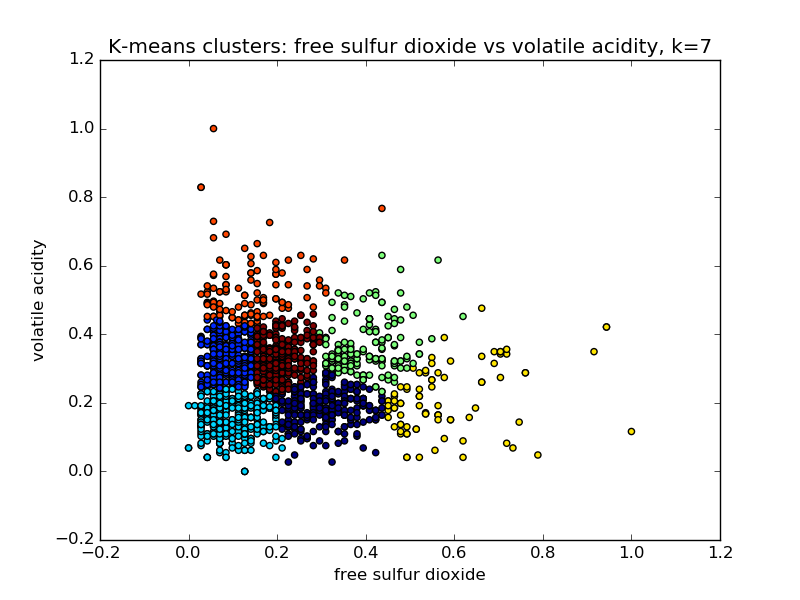 K-means clusters: free sulfur dioxide vs volatile acidity, k=7
1.2
1.0
0.8
0.6
0.4
0.2
0.0
−0.2
volatile acidity
−0.2 0.0 0.2 0.4 0.6 0.8 1.0 1.2
free sulfur dioxide